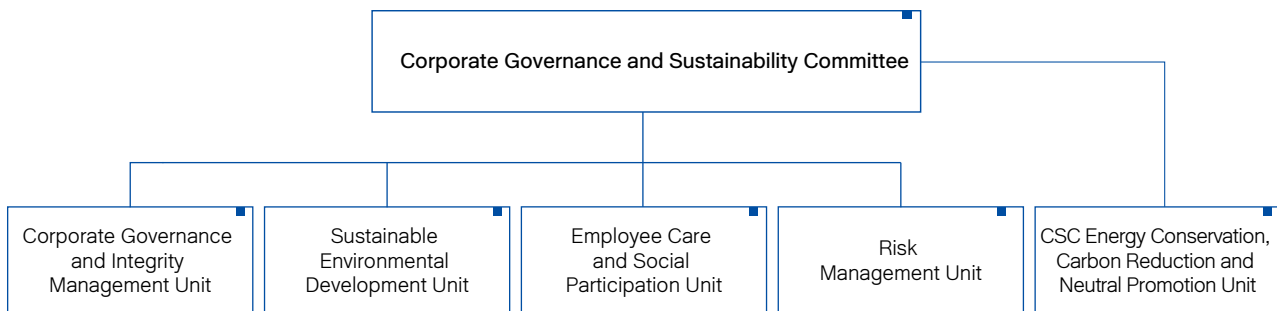 Corporate Governance and Sustainability Committee
Corporate Governance
and Integrity
Management Unit
Sustainable
Environmental
Development Unit
Employee Care
and Social
Participation Unit
Risk
Management Unit
CSC Energy Conservation,
Carbon Reduction and
Neutral Promotion Unit